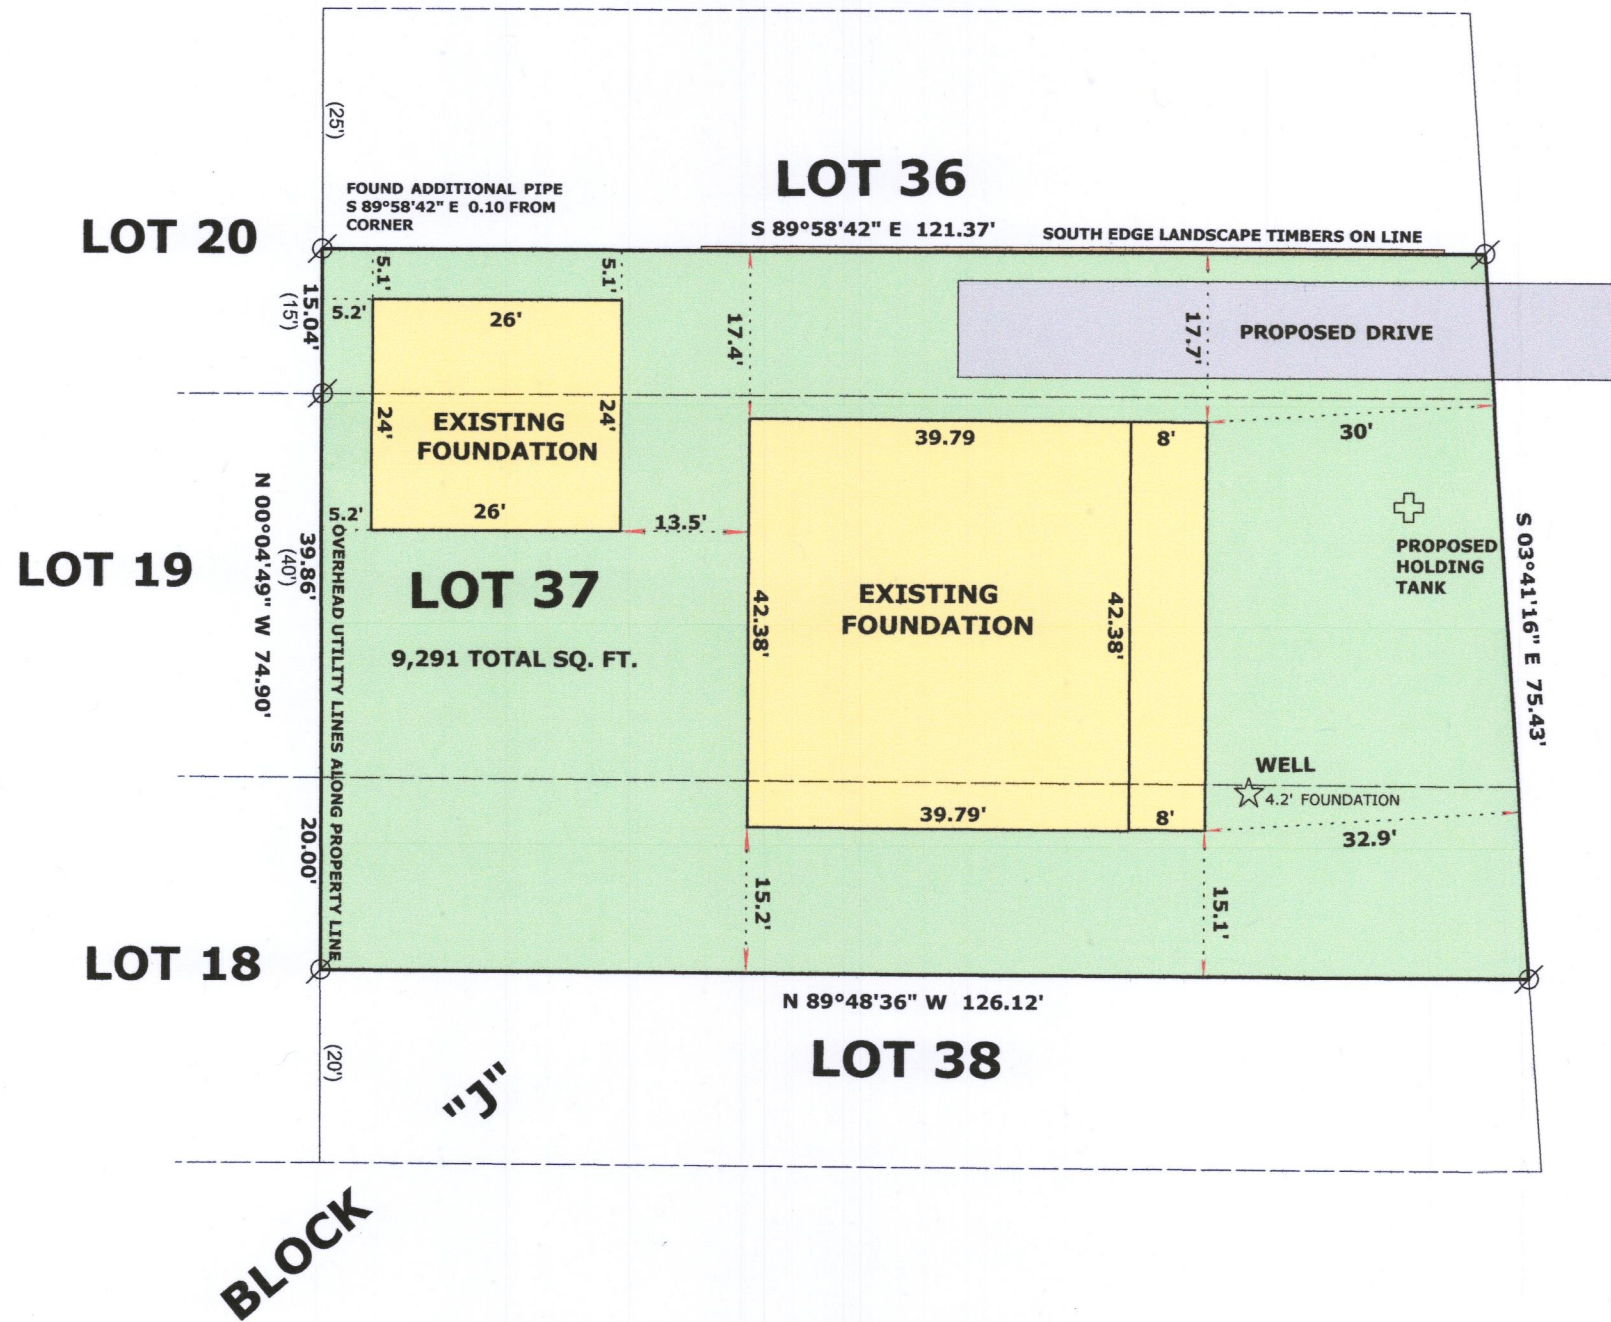 (25')
LOT 36
FOUND ADDITIONAL PIPE
S 89°58'42" E 0.10 FROM
CORNER
LOT 20
S 89°58'42" E 121.37'
SOUTH EDGE LANDSCAPE TIMBERS ON LINE
5.1'
5.1'
15.04'
(15')
5.2'
26'
17.4'
17.7'
PROPOSED DRIVE
24'
24'
EXISTING
FOUNDATION
39.79
8'
30'
5.2'
26'
13.5'
N 00°04'49" W 74.90'
39.86'
(40')
OVERHEAD UTILITY LINES ALONG PROPERTY LINE
LOT 19
LOT 37
9,291 TOTAL SQ. FT.
42.38'
EXISTING
FOUNDATION
42.38'
PROPOSED
HOLDING
TANK
S 03°41'16" E 75.43'
WELL
4.2' FOUNDATION
39.79'
8'
32.9'
20.00'
15.2'
15.1'
LOT 18
N 89°48'36" W 126.12'
LOT 38
(20')
"J"
BLOCK